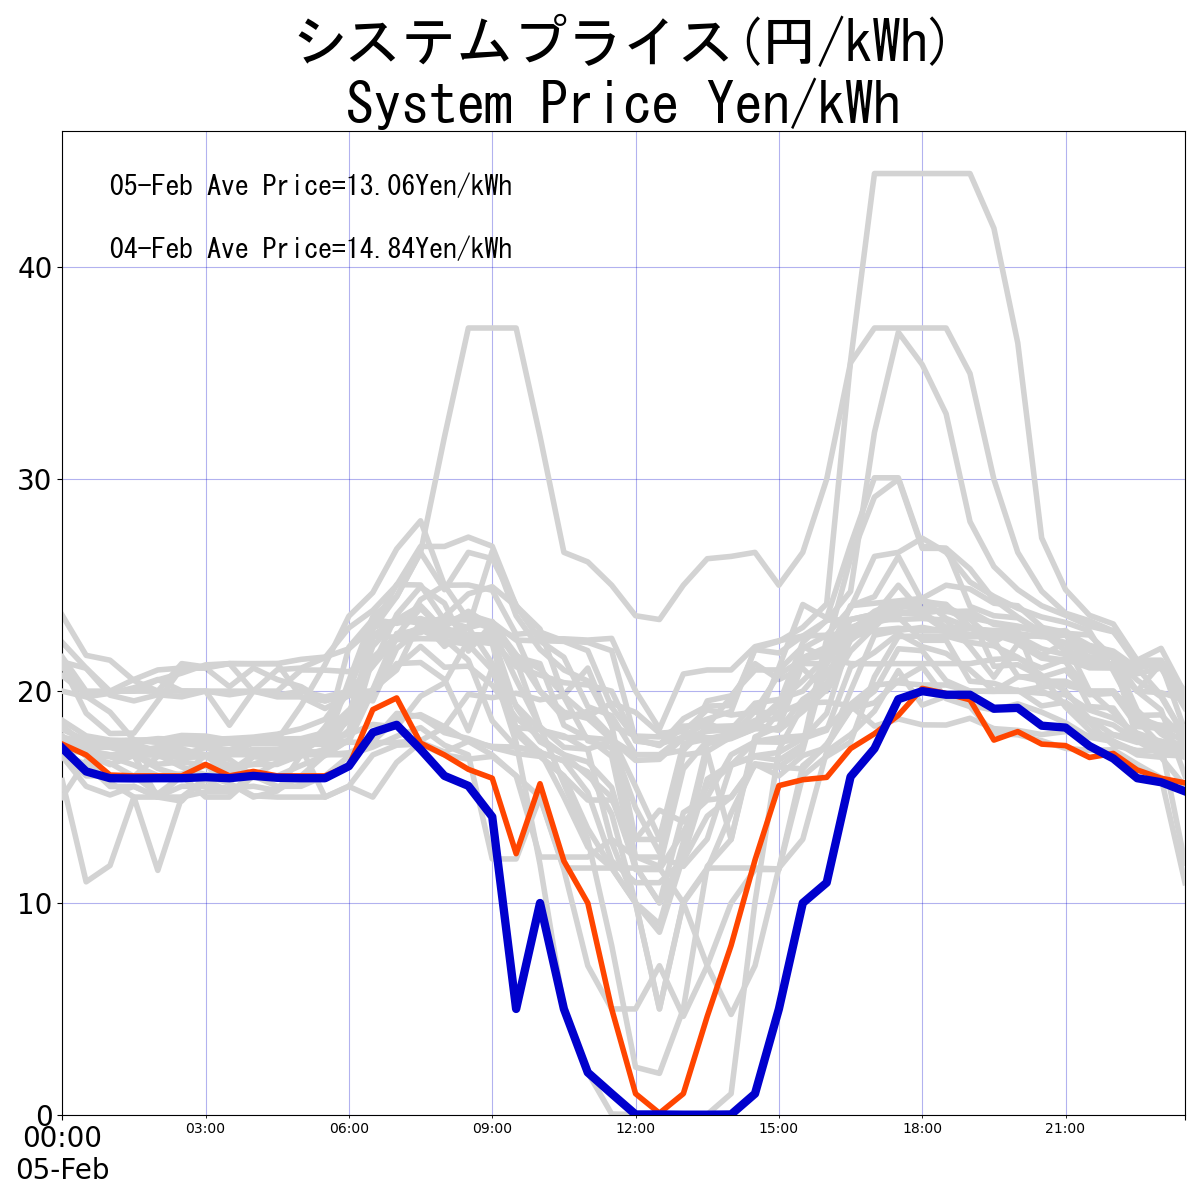 システムプライス(円/kWh)
System Price Yen/kWh
05-Feb Ave Price=13.06Yen/kWh
04-Feb Ave Price=14.84Yen/kWh
40
30
20
10
0
00:00 03:00 06:00 09:00 12:00 15:00 18:00 21:00
05-Feb